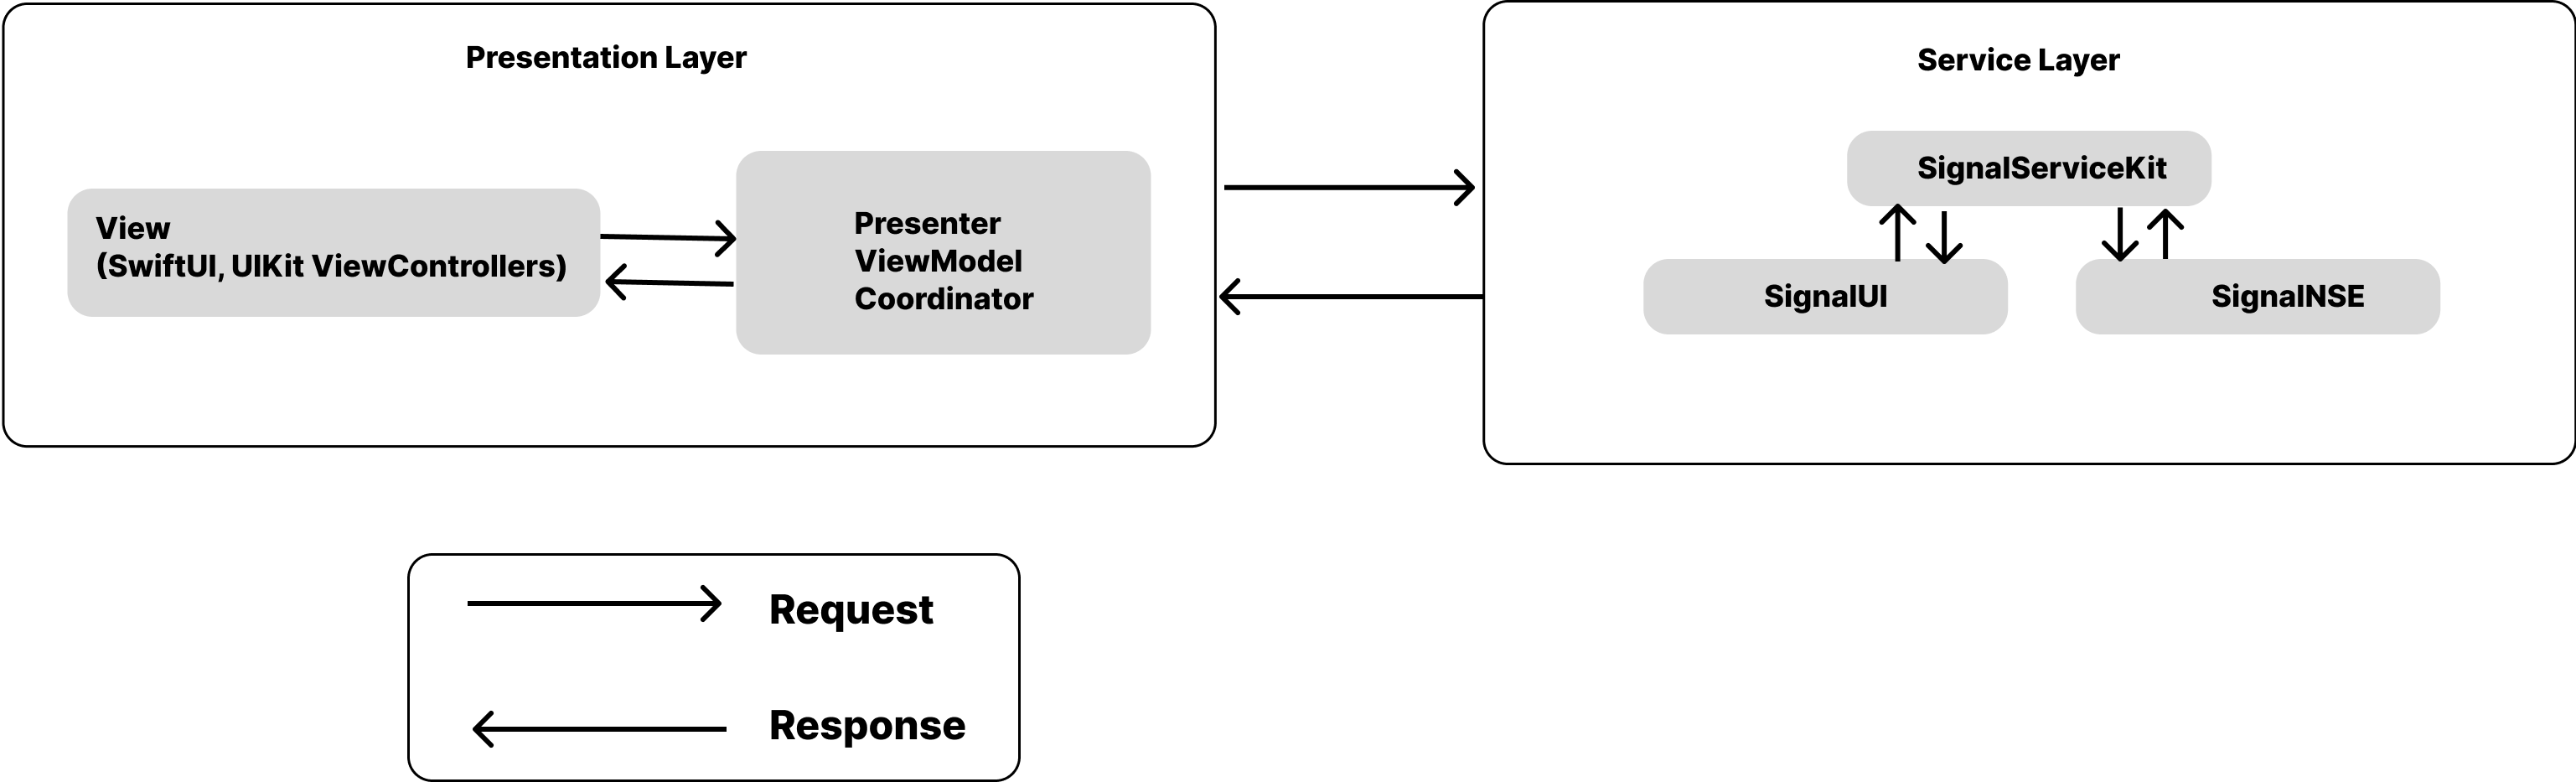 Presentation Layer
View
(SwiftUI, UIKit ViewControllers)
Presenter
ViewModel
Coordinator
Service Layer
SignalServiceKit
SignalUI
SignalNSE
Request
Response